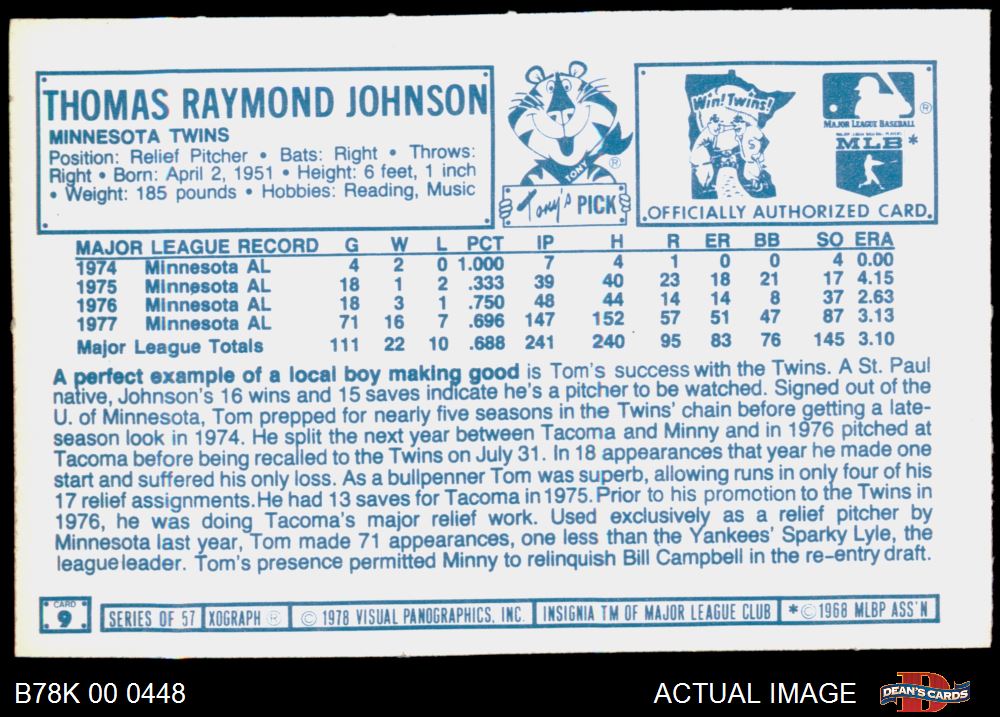 THOMAS RAYMOND JOHNSON
MINNESOTA TWINS
Position: Relief Pitcher • Bats: Right • Throws:
Right • Born: April 2, 1951 • Height: 6 feet, 1 inch
• Weight: 185 pounds • Hobbies: Reading, Music
TONY
®
Tony's PICK
Win! Twins!
®
MAJOR LEAGUE BASEBALL
MLB *
OFFICIALLY AUTHORIZED CARD
MAJOR LEAGUE RECORD G W L PCT IP H R ER BB SO ERA
1974 Minnesota AL 4 2 0 1.000 7 4 1 0 0 4 0.00
1975 Minnesota AL 18 1 2 .333 39 40 23 18 21 17 4.15
1976 Minnesota AL 18 3 1 .750 48 44 14 14 8 37 2.63
1977 Minnesota AL 71 16 7 .696 147 152 57 51 47 87 3.13
Major League Totals 111 22 10 .688 241 240 95 83 76 145 3.10
A perfect example of a local boy making good is Tom's success with the Twins. A St. Paul
native, Johnson's 16 wins and 15 saves indicate he's a pitcher to be watched. Signed out of the
U. of Minnesota, Tom prepped for nearly five seasons in the Twins' chain before getting a late-
season look in 1974. He split the next year between Tacoma and Minny and in 1976 pitched at
Tacoma before being recalled to the Twins on July 31. In 18 appearances that year he made one
start and suffered his only loss. As a bullpenner Tom was superb, allowing runs in only four of his
17 relief assignments. He had 13 saves for Tacoma in 1975. Prior to his promotion to the Twins in
1976, he was doing Tacoma's major relief work. Used exclusively as a relief pitcher by
Minnesota last year, Tom made 71 appearances, one less than the Yankees' Sparky Lyle, the
league leader. Tom's presence permitted Minny to relinquish Bill Campbell in the re-entry draft.
CARD
9
SERIES OF 57 XOGRAPH ® © 1978 VISUAL PANOGRAPHICS, INC. INSIGNIA TM OF MAJOR LEAGUE CLUB * © 1968 MLBP ASS'N
B78K 00 0448 ACTUAL IMAGE DEAN'S CARDS